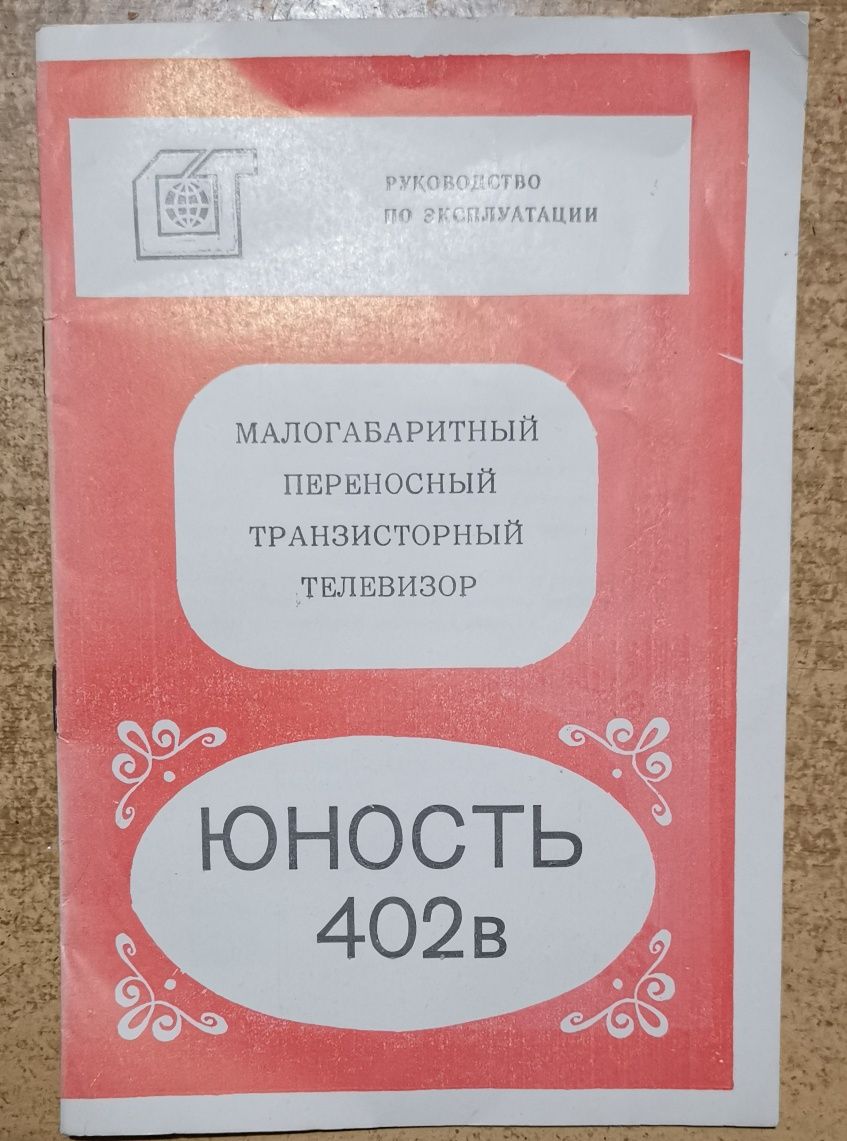 РУКОВОДСТВО
ПО ЭКСПЛУАТАЦИИ
МАЛОГАБАРИТНЫЙ
ПЕРЕНОСНЫЙ
ТРАНЗИСТОРНЫЙ
ТЕЛЕВИЗОР
ЮНОСТЬ
402в